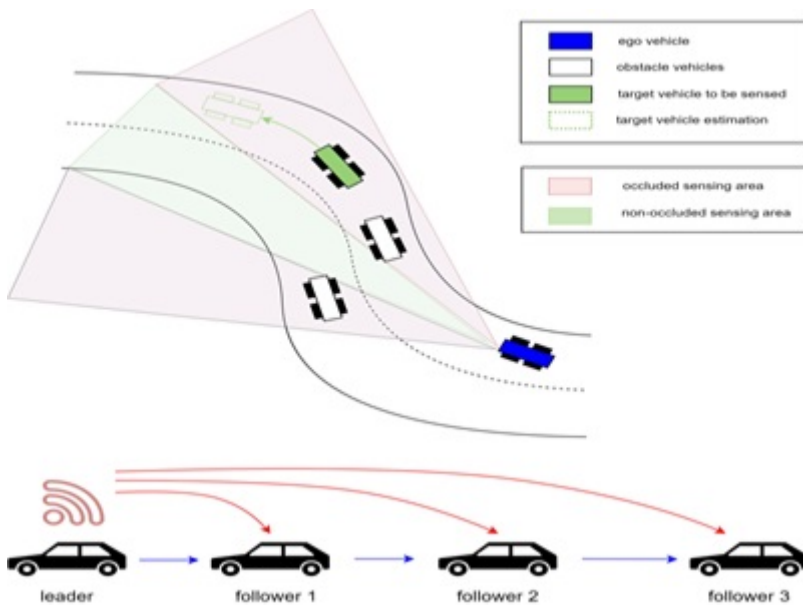 ego vehicle
obstacle vehicles
target vehicle to be sensed
target vehicle estimation
occluded sensing area
non-occluded sensing area
leader
follower 1
follower 2
follower 3